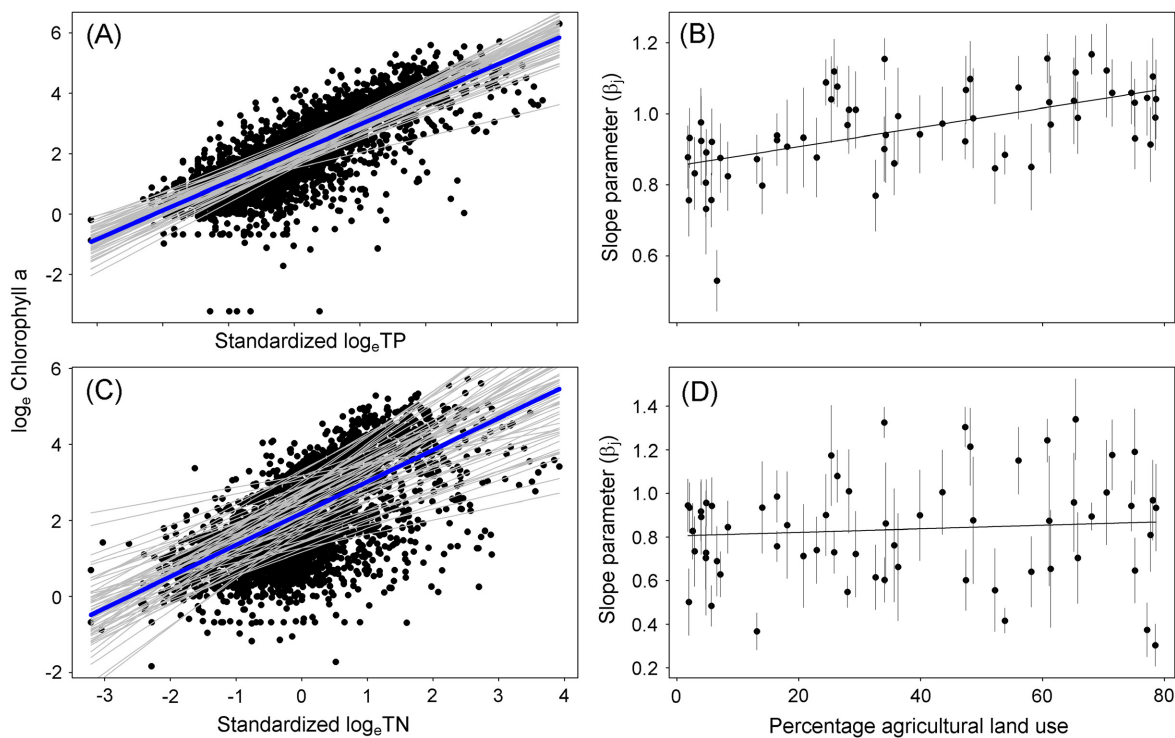 (A)
6
4
2
0
-2
Standardized logₑTP
(B)
1.2
1.0
0.8
0.6
Slope parameter (βⱼ)
logₑ Chlorophyll a
(C)
6
4
2
0
-2
-3 -2 -1 0 1 2 3 4
Standardized logₑTN
(D)
1.4
1.2
1.0
0.8
0.6
0.4
0.2
Slope parameter (βⱼ)
0 20 40 60 80
Percentage agricultural land use